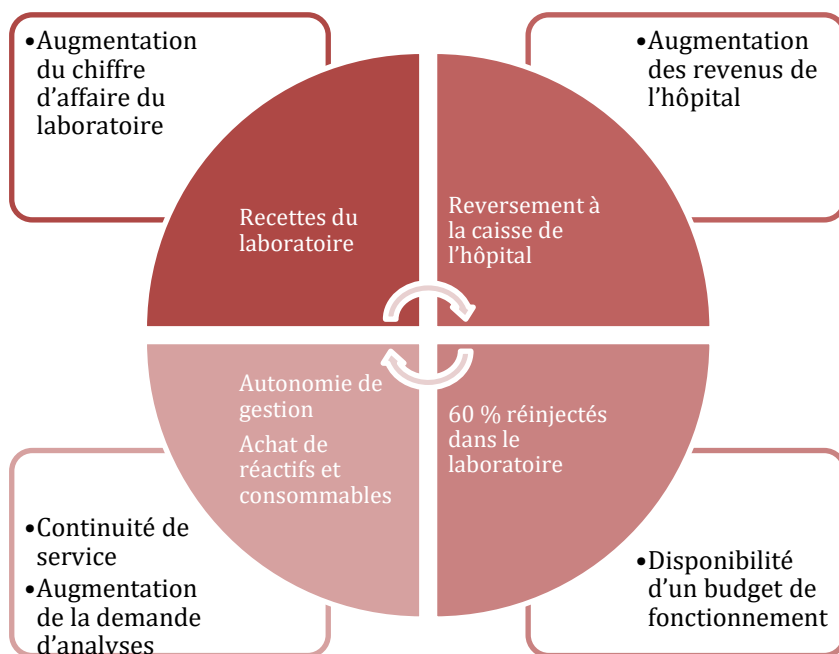 •Augmentation
du chiffre
d’affaire du
laboratoire
•Augmentation
des revenus de
l’hôpital
Recettes du
laboratoire
Reversement à
la caisse de
l’hôpital
Autonomie de
gestion
Achat de
réactifs et
consommables
60 % réinjectés
dans le
laboratoire
•Continuité de
service
•Augmentation
de la demande
d’analyses
•Disponibilité
d’un budget de
fonctionnement